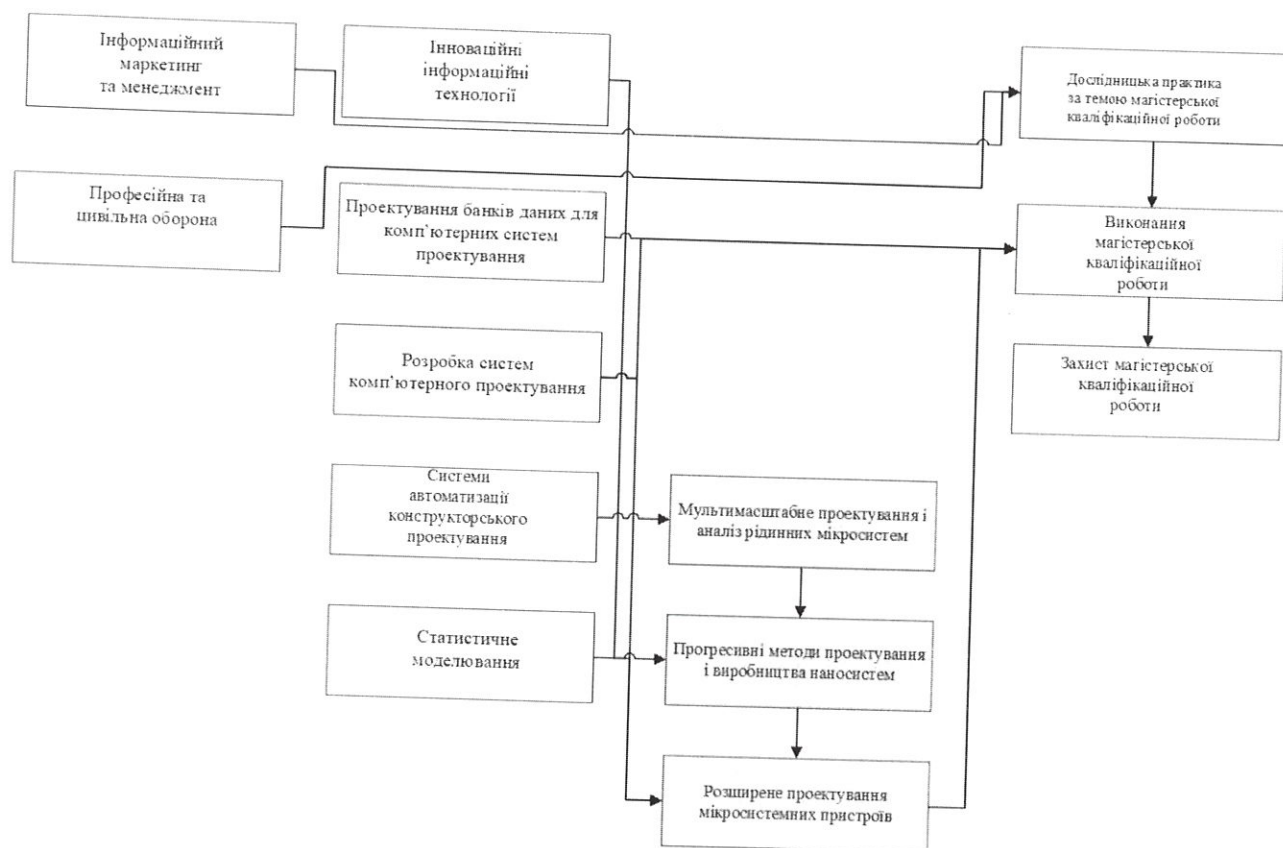 Інформаційний
маркетинг
та менеджмент
Інноваційні
інформаційні
технології
Дослідницька практика
за темою магістерської
кваліфікаційної роботи
Професійна та
цивільна оборона
Проектування банків даних для
комп’ютерних систем
проектування
Виконання
магістерської
кваліфікаційної
роботи
Розробка систем
комп’ютерного проектування
Захист магістерської
кваліфікаційної
роботи
Системи
автоматизації
конструкторського
проектування
Мультимасштабне проектування і
аналіз рідинних мікросистем
Статистичне
моделювання
Прогресивні методи проектування
і виробництва наносистем
Розширене проектування
мікросистемних пристроїв